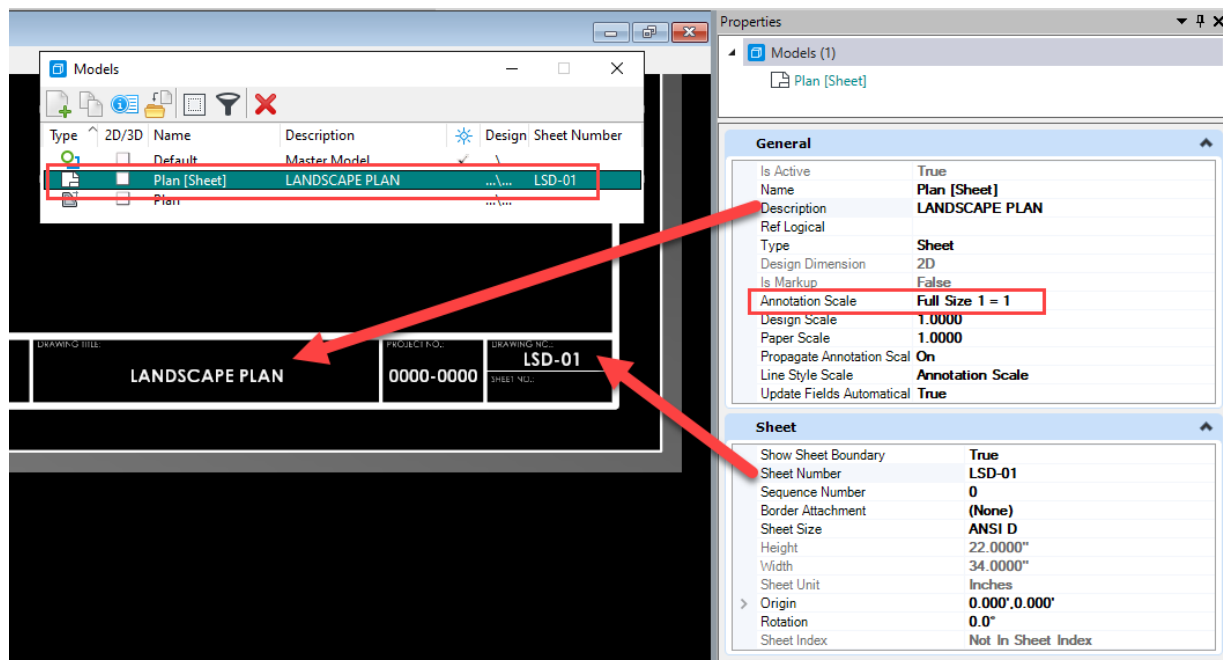 Properties
Models (1)
Plan [Sheet]
Models
Type 2D/3D Name Description Design Sheet Number
Default Master Model ...\...
Plan [Sheet] LANDSCAPE PLAN ...\... LSD-01
Plan ...\...
DRAWING TITLE:
LANDSCAPE PLAN
PROJECT NO.:
0000-0000
DRAWING NO.:
LSD-01
SHEET NO.:
General
Is Active True
Name Plan [Sheet]
Description LANDSCAPE PLAN
Ref Logical
Type Sheet
Design Dimension 2D
Is Markup False
Annotation Scale Full Size 1 = 1
Design Scale 1.0000
Paper Scale 1.0000
Propagate Annotation Scal On
Line Style Scale Annotation Scale
Update Fields Automatical True
Sheet
Show Sheet Boundary True
Sheet Number LSD-01
Sequence Number 0
Border Attachment (None)
Sheet Size ANSI D
Height 22.0000"
Width 34.0000"
Sheet Unit Inches
Origin 0.000',0.000'
Rotation 0.0°
Sheet Index Not In Sheet Index